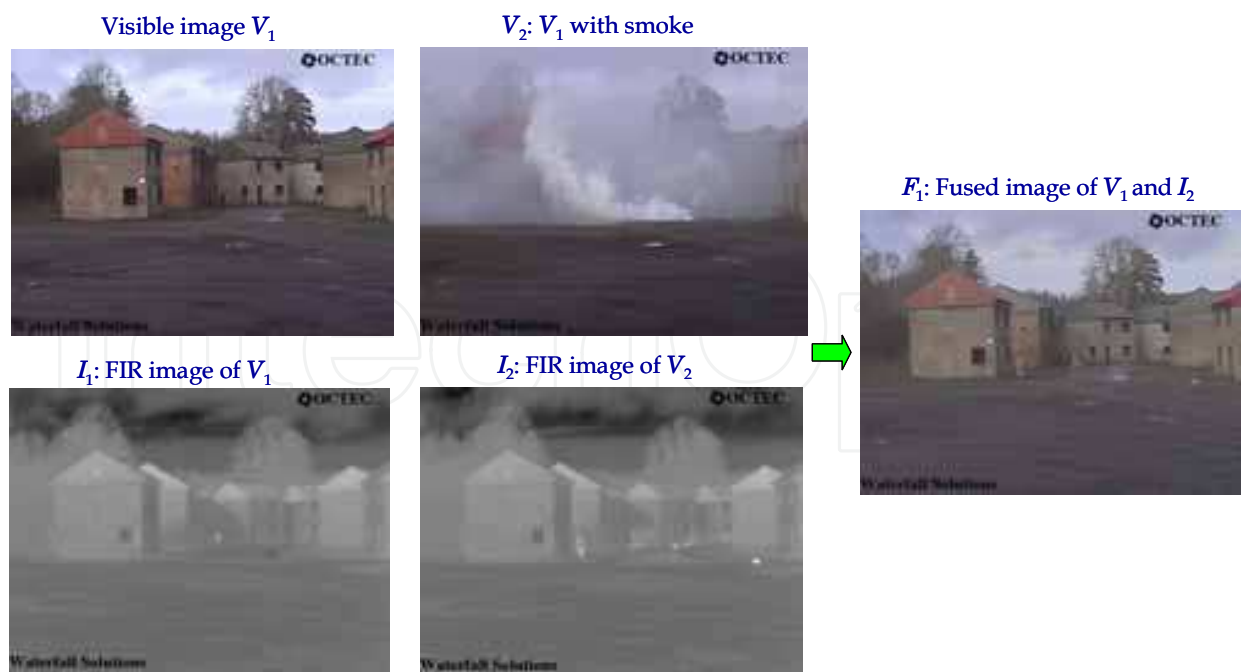 Visible image V₁
V₂: V₁ with smoke
OCTEC
OCTEC
Waterfall Solutions
Waterfall Solutions
F₁: Fused image of V₁ and I₂
OCTEC
Waterfall Solutions
I₁: FIR image of V₁
I₂: FIR image of V₂
OCTEC
OCTEC
Waterfall Solutions
Waterfall Solutions